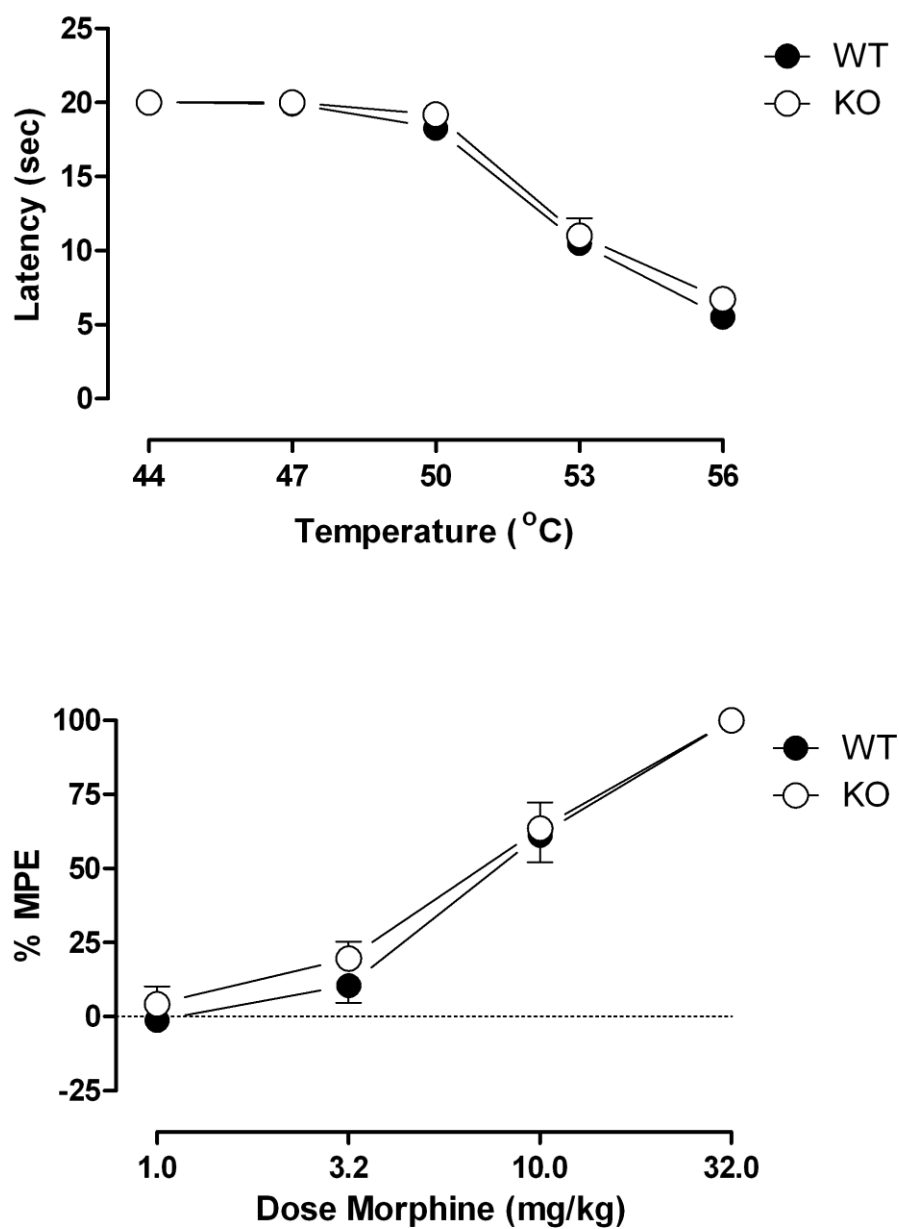 25
20
15
10
5
0
Latency (sec)
WT
KO
44 47 50 53 56
Temperature (°C)
100
75
50
25
0
-25
% MPE
WT
KO
1.0 3.2 10.0 32.0
Dose Morphine (mg/kg)